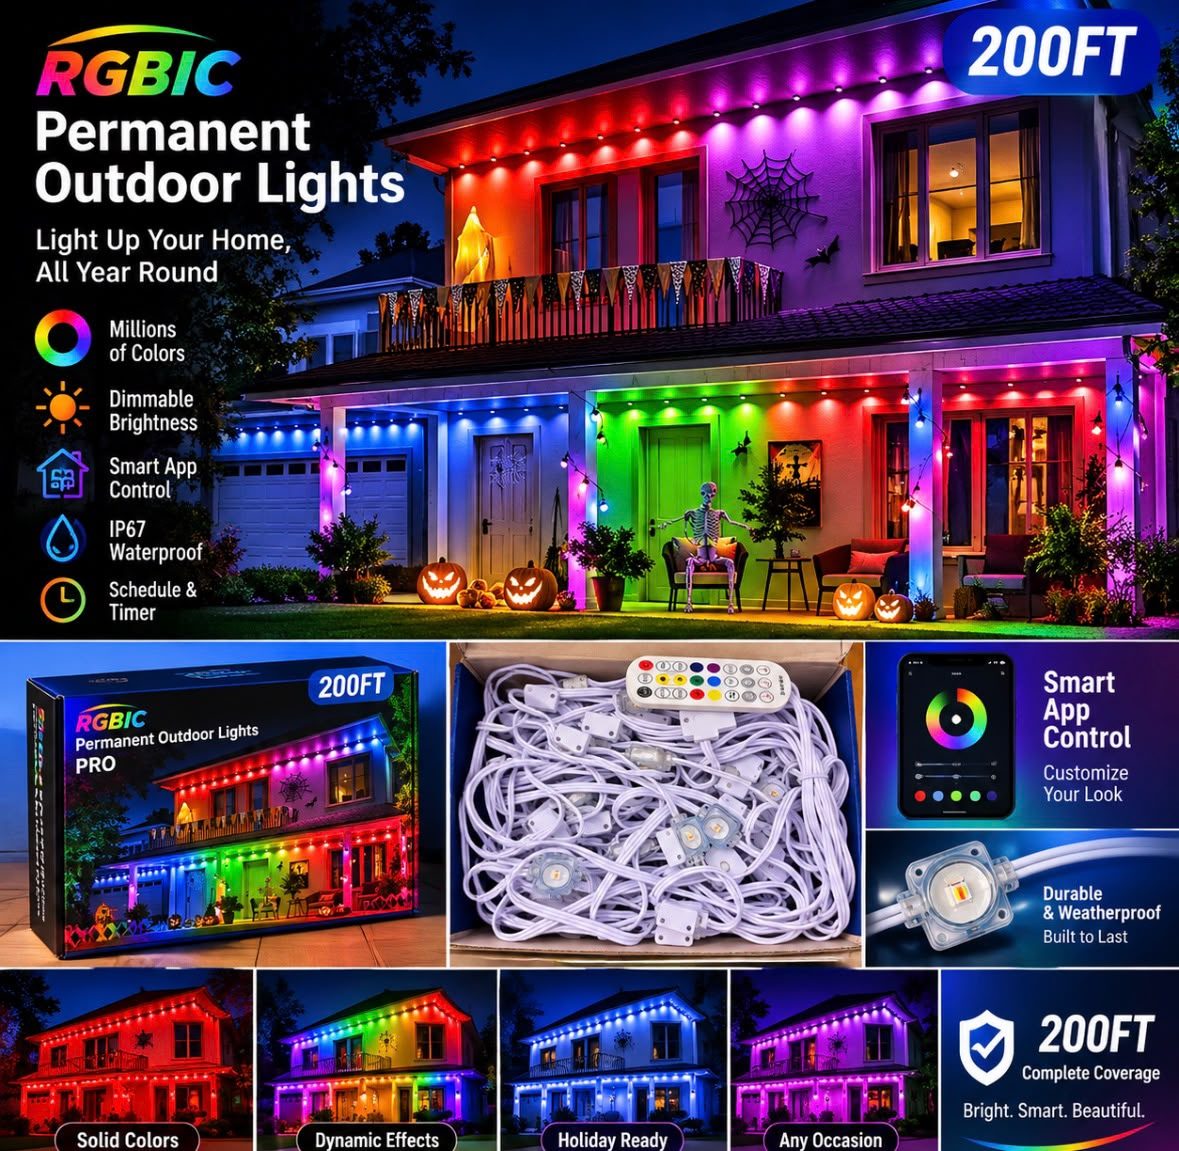 RGBIC
Permanent
Outdoor Lights
Light Up Your Home,
All Year Round
Millions
of Colors
Dimmable
Brightness
Smart App
Control
IP67
Waterproof
Schedule &
Timer
200FT
200FT
RGBIC
Permanent Outdoor Lights
PRO
Smart
App
Control
Customize
Your Look
Durable
& Weatherproof
Built to Last
Solid Colors
Dynamic Effects
Holiday Ready
Any Occasion
200FT
Complete Coverage
Bright. Smart. Beautiful.